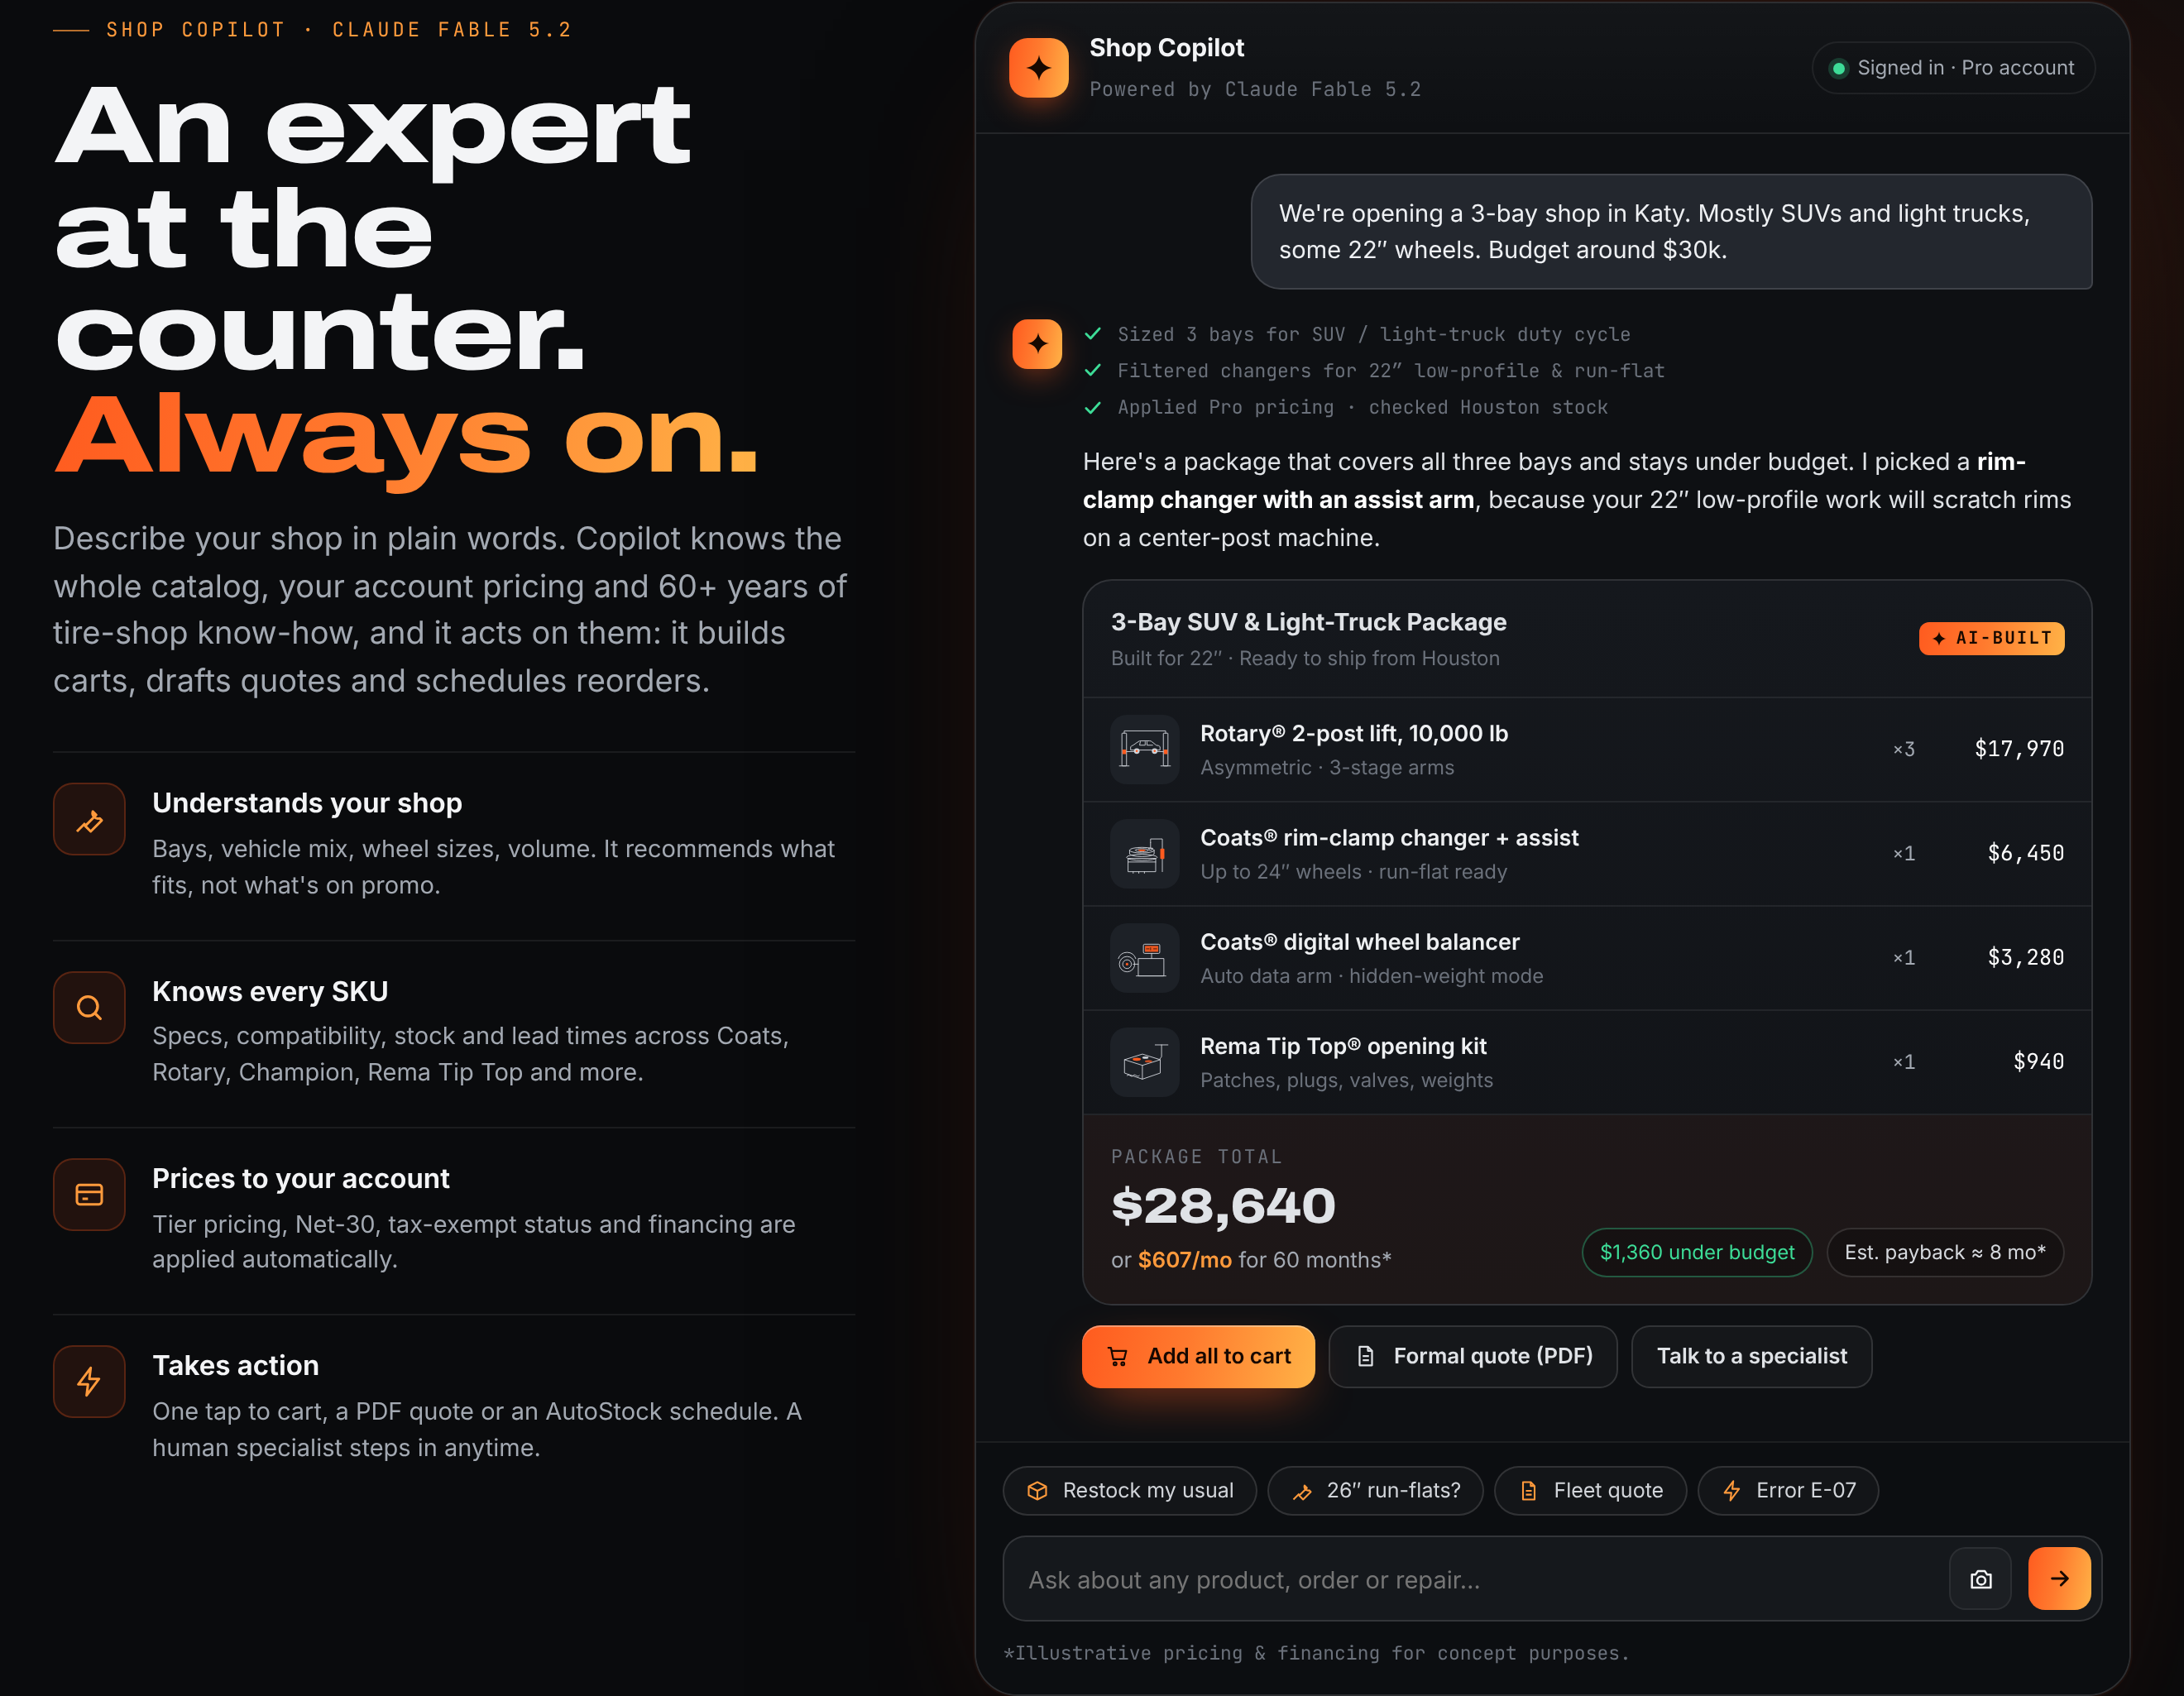 SHOP COPILOT · CLAUDE FABLE 5.2
An expert
at the
counter.
Always on.
Describe your shop in plain words. Copilot knows the
whole catalog, your account pricing and 60+ years of
tire-shop know-how, and it acts on them: it builds
carts, drafts quotes and schedules reorders.
Understands your shop
Bays, vehicle mix, wheel sizes, volume. It recommends what
fits, not what's on promo.
Knows every SKU
Specs, compatibility, stock and lead times across Coats,
Rotary, Champion, Rema Tip Top and more.
Prices to your account
Tier pricing, Net-30, tax-exempt status and financing are
applied automatically.
Takes action
One tap to cart, a PDF quote or an AutoStock schedule. A
human specialist steps in anytime.
Shop Copilot
Powered by Claude Fable 5.2
Signed in · Pro account
We're opening a 3-bay shop in Katy. Mostly SUVs and light trucks,
some 22″ wheels. Budget around $30k.
Sized 3 bays for SUV / light-truck duty cycle
Filtered changers for 22″ low-profile & run-flat
Applied Pro pricing · checked Houston stock
Here's a package that covers all three bays and stays under budget. I picked a rim-
clamp changer with an assist arm, because your 22″ low-profile work will scratch rims
on a center-post machine.
3-Bay SUV & Light-Truck Package
Built for 22″ · Ready to ship from Houston
AI-BUILT
Rotary® 2-post lift, 10,000 lb
Asymmetric · 3-stage arms
×3
$17,970
Coats® rim-clamp changer + assist
Up to 24″ wheels · run-flat ready
×1
$6,450
Coats® digital wheel balancer
Auto data arm · hidden-weight mode
×1
$3,280
Rema Tip Top® opening kit
Patches, plugs, valves, weights
×1
$940
PACKAGE TOTAL
$28,640
or $607/mo for 60 months*
$1,360 under budget
Est. payback ≈ 8 mo*
Add all to cart
Formal quote (PDF)
Talk to a specialist
Restock my usual
26″ run-flats?
Fleet quote
Error E-07
Ask about any product, order or repair…
*Illustrative pricing & financing for concept purposes.